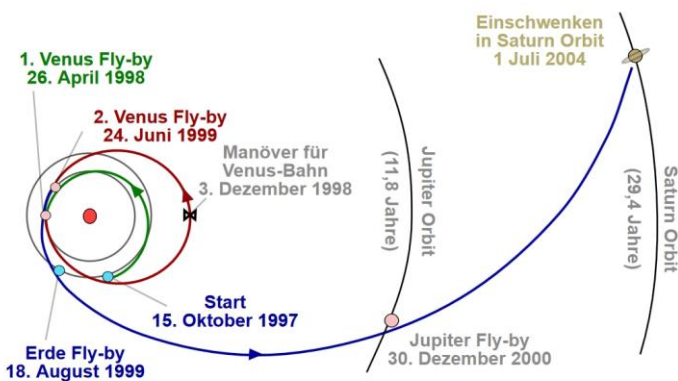 1. Venus Fly-by
26. April 1998
2. Venus Fly-by
24. Juni 1999
Manöver für
Venus-Bahn
3. Dezember 1998
Start
15. Oktober 1997
Erde Fly-by
18. August 1999
Jupiter Orbit
(11,8 Jahre)
Jupiter Fly-by
30. Dezember 2000
Einschwenken
in Saturn Orbit
1 Juli 2004
Saturn Orbit
(29,4 Jahre)